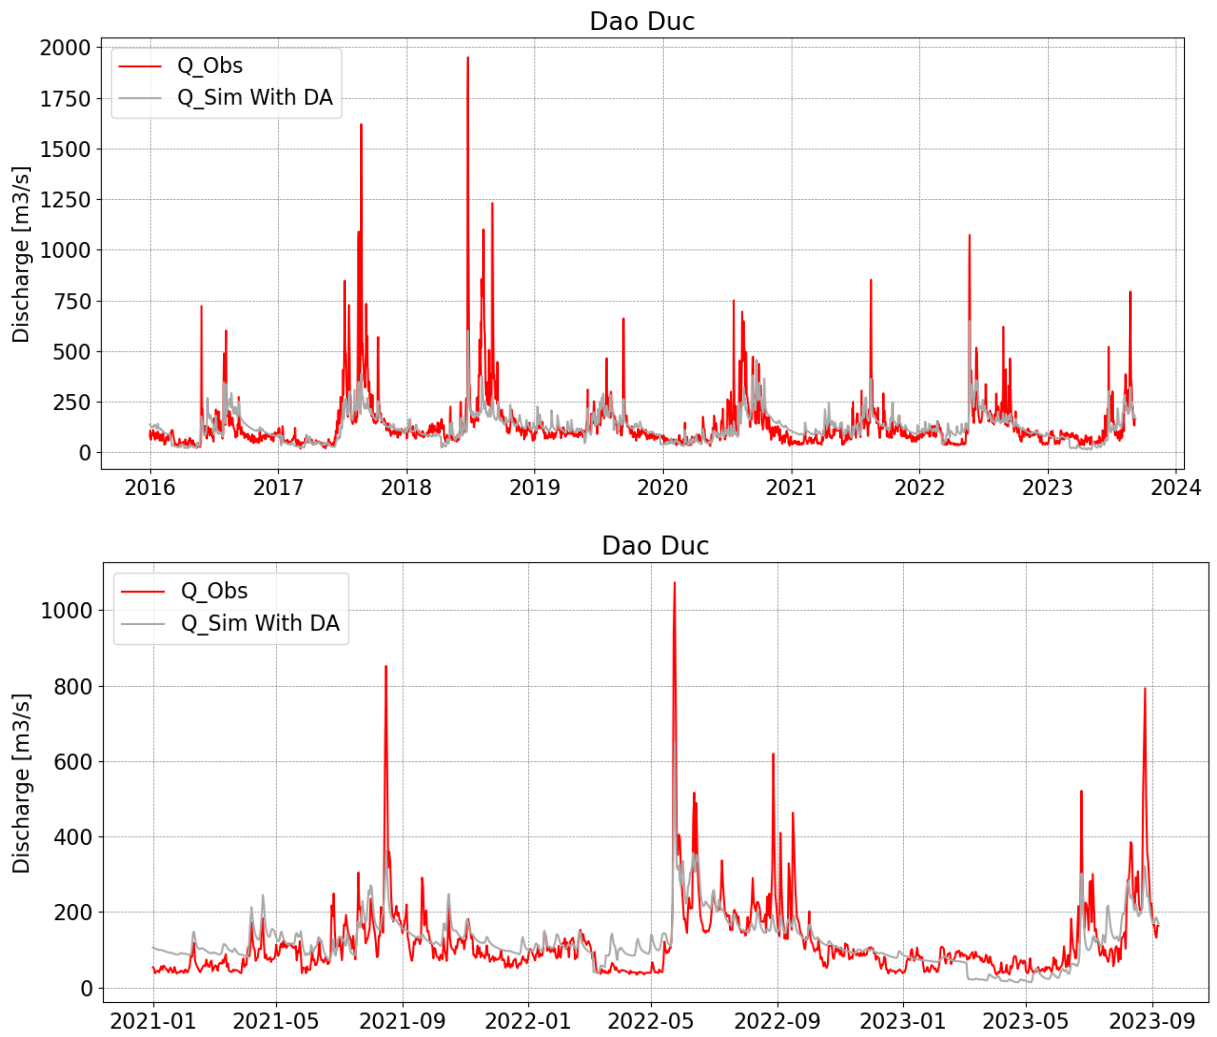 Dao Duc
Q_Obs
Q_Sim With DA
Discharge [m3/s]
2000
1750
1500
1250
1000
750
500
250
0
2016 2017 2018 2019 2020 2021 2022 2023 2024
Dao Duc
Q_Obs
Q_Sim With DA
Discharge [m3/s]
1000
800
600
400
200
0
2021-01 2021-05 2021-09 2022-01 2022-05 2022-09 2023-01 2023-05 2023-09